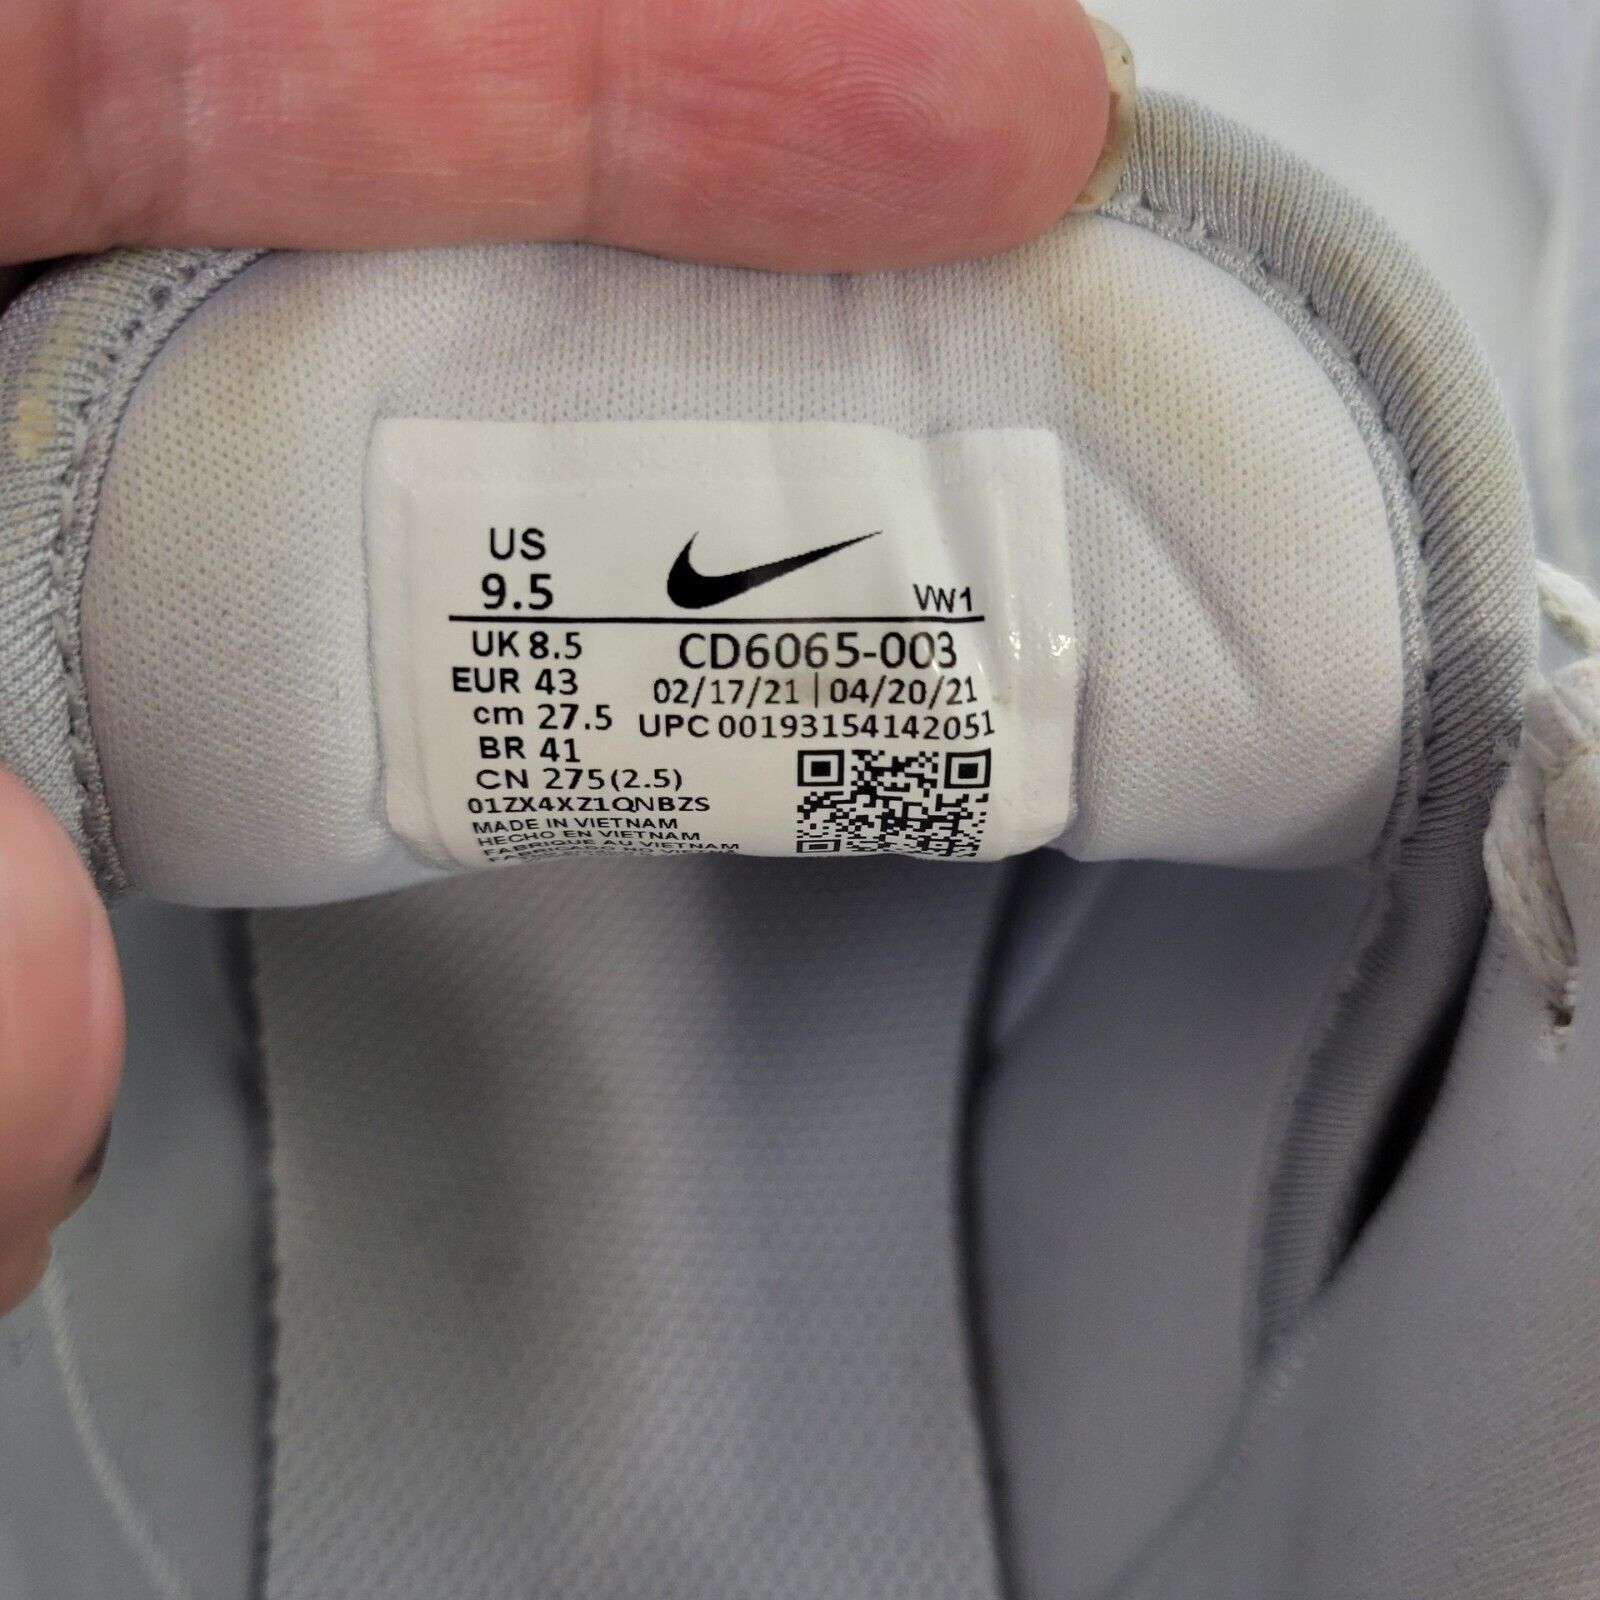 US
9.5
VW1
UK 8.5
CD6065-003
EUR 43
02/17/21 | 04/20/21
cm 27.5
UPC 00193154142051
BR 41
CN 275(2.5)
01ZX4XZ1QNBZS
MADE IN VIETNAM
HECHO EN VIETNAM
FABRIQUE AU VIETNAM